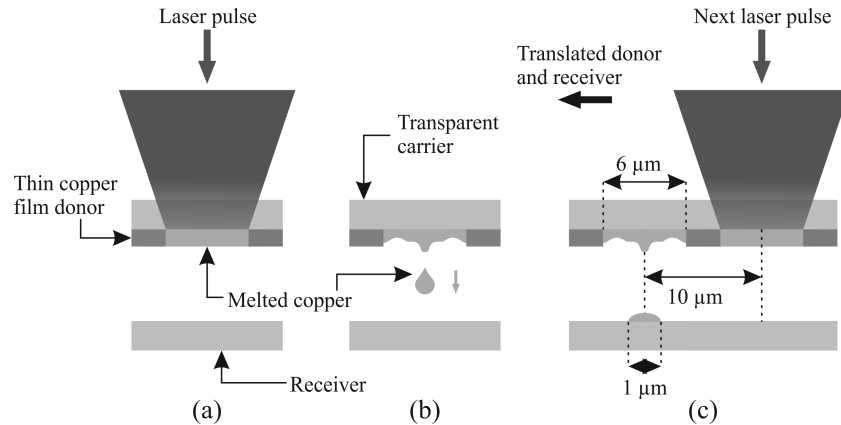 Laser pulse
Next laser pulse
Translated donor
and receiver
Transparent
carrier
6 µm
Thin copper
film donor
Melted copper
10 µm
Receiver
1 µm
(a)
(b)
(c)